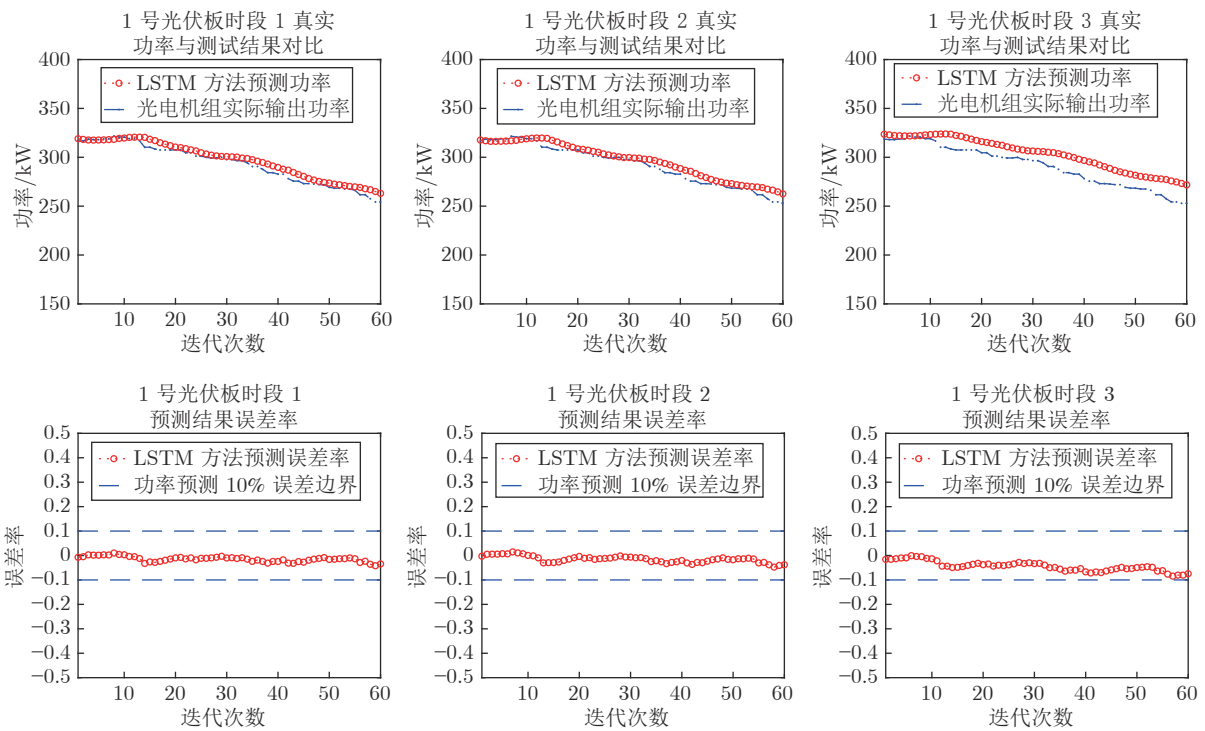 1 号光伏板时段 1 真实
功率与测试结果对比
400
350
300
250
200
150
功率/kW
LSTM 方法预测功率
光电机组实际输出功率
10 20 30 40 50 60
迭代次数
1 号光伏板时段 2 真实
功率与测试结果对比
400
350
300
250
200
150
功率/kW
LSTM 方法预测功率
光电机组实际输出功率
10 20 30 40 50 60
迭代次数
1 号光伏板时段 3 真实
功率与测试结果对比
400
350
300
250
200
150
功率/kW
LSTM 方法预测功率
光电机组实际输出功率
10 20 30 40 50 60
迭代次数
1 号光伏板时段 1
预测结果误差率
0.5
0.4
0.3
0.2
0.1
0
−0.1
−0.2
−0.3
−0.4
−0.5
误差率
LSTM 方法预测误差率
功率预测 10% 误差边界
10 20 30 40 50 60
迭代次数
1 号光伏板时段 2
预测结果误差率
0.5
0.4
0.3
0.2
0.1
0
−0.1
−0.2
−0.3
−0.4
−0.5
误差率
LSTM 方法预测误差率
功率预测 10% 误差边界
10 20 30 40 50 60
迭代次数
1 号光伏板时段 3
预测结果误差率
0.5
0.4
0.3
0.2
0.1
0
−0.1
−0.2
−0.3
−0.4
−0.5
误差率
LSTM 方法预测误差率
功率预测 10% 误差边界
10 20 30 40 50 60
迭代次数